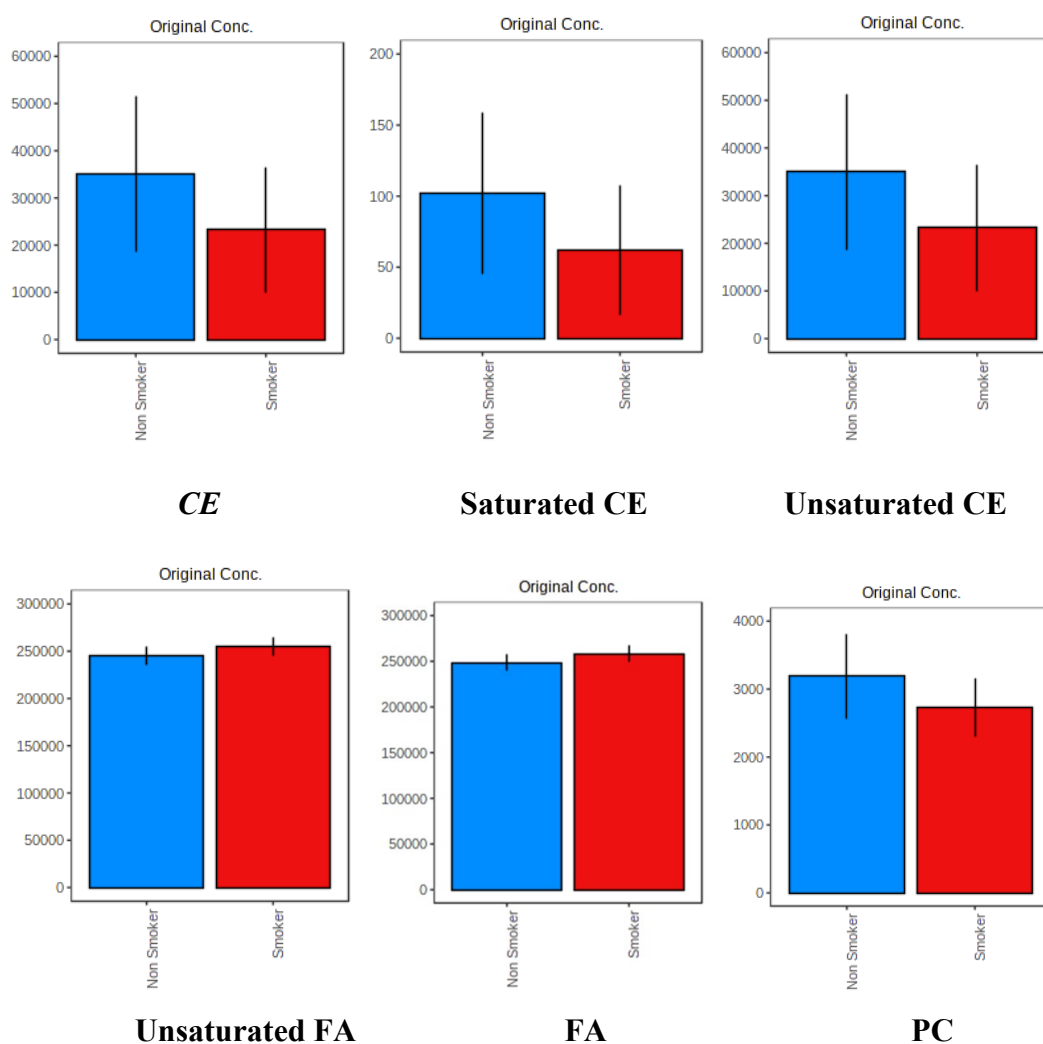 Original Conc.
60000
50000
40000
30000
20000
10000
0
Non Smoker
Smoker
CE
Original Conc.
200
150
100
50
0
Non Smoker
Smoker
Saturated CE
Original Conc.
60000
50000
40000
30000
20000
10000
0
Non Smoker
Smoker
Unsaturated CE
Original Conc.
300000
250000
200000
150000
100000
50000
0
Non Smoker
Smoker
Unsaturated FA
Original Conc.
300000
250000
200000
150000
100000
50000
0
Non Smoker
Smoker
FA
Original Conc.
4000
3000
2000
1000
0
Non Smoker
Smoker
PC